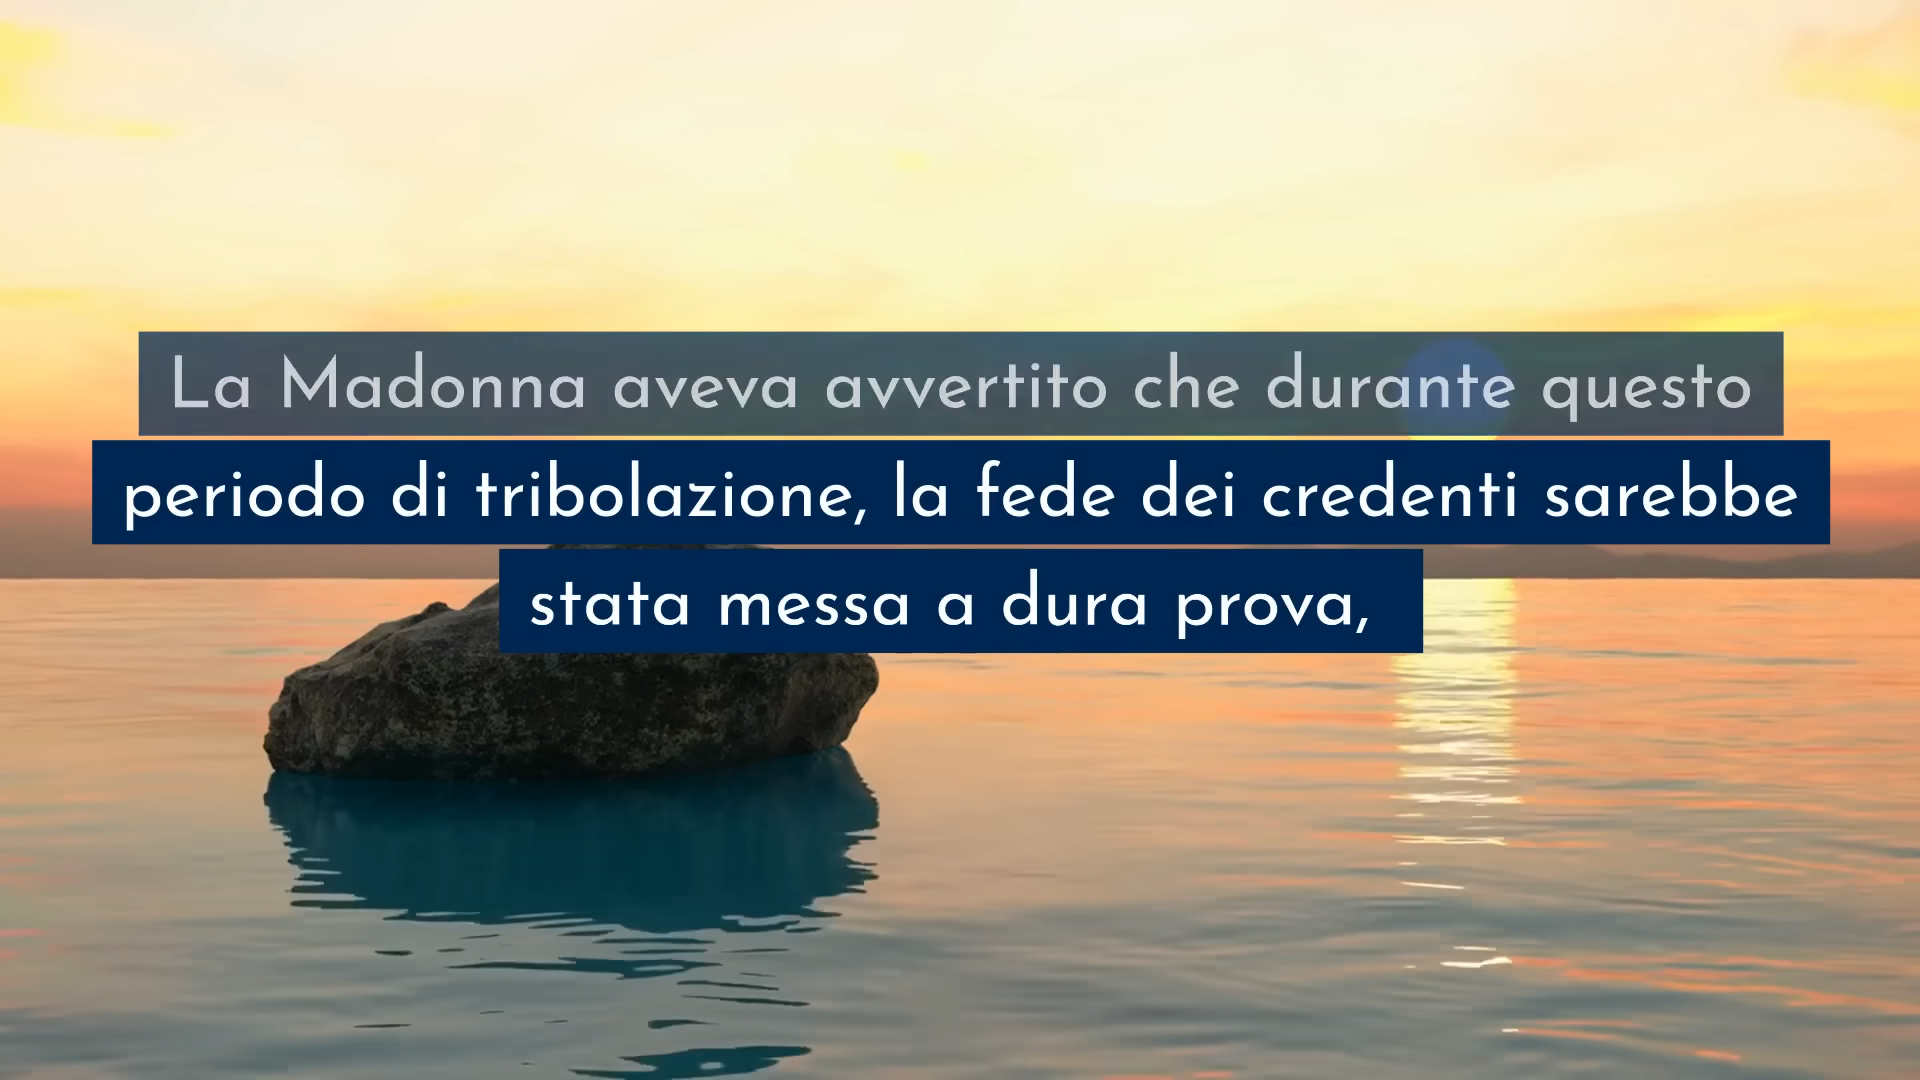 La Madonna aveva avvertito che durante questo
periodo di tribolazione, la fede dei credenti sarebbe
stata messa a dura prova,